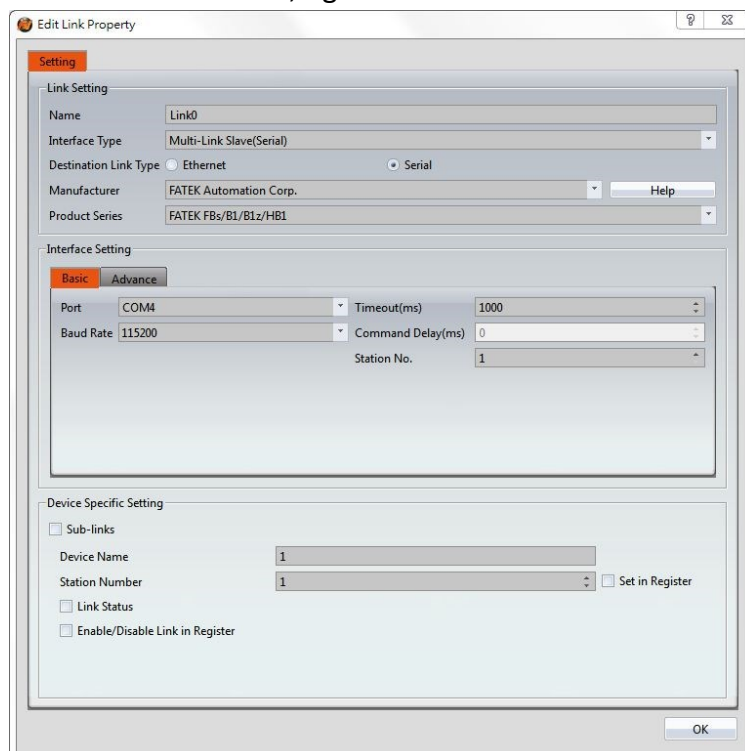 Edit Link Property
Setting
Link Setting
Name Link0
Interface Type Multi-Link Slave(Serial)
Destination Link Type Ethernet Serial
Manufacturer FATEK Automation Corp. Help
Product Series FATEK FBs/B1/B1z/HB1
Interface Setting
Basic Advance
Port COM4 Timeout(ms) 1000
Baud Rate 115200 Command Delay(ms) 0
Station No. 1
Device Specific Setting
Sub-links
Device Name 1
Station Number 1 Set in Register
Link Status
Enable/Disable Link in Register
OK